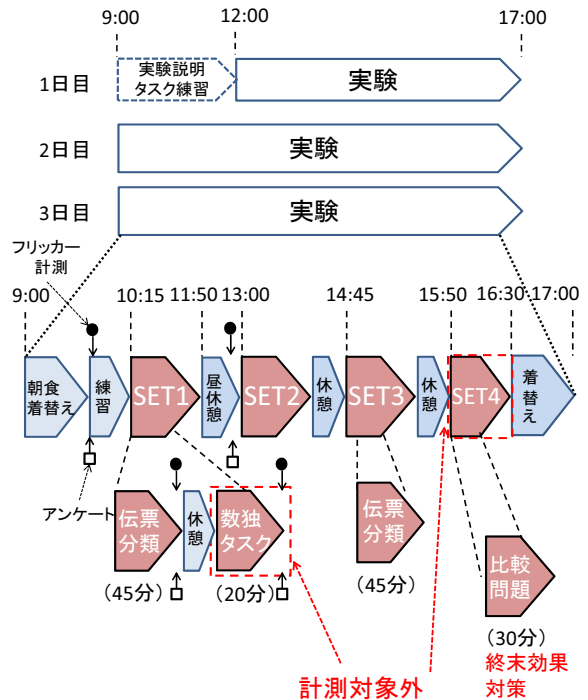 9:00
12:00
17:00
1日目
実験説明
タスク練習
実験
2日目
実験
3日目
実験
フリッカー
計測
9:00
10:15
11:50
13:00
14:45
15:50
16:30
17:00
朝食
着替え
練習
SET1
昼休憩
SET2
休憩
SET3
休憩
SET4
着替え
アンケート
伝票
分類
休憩
数独
タスク
伝票
分類
比較
問題
（45分）
（20分）
（45分）
（30分）
終末効果
対策
計測対象外